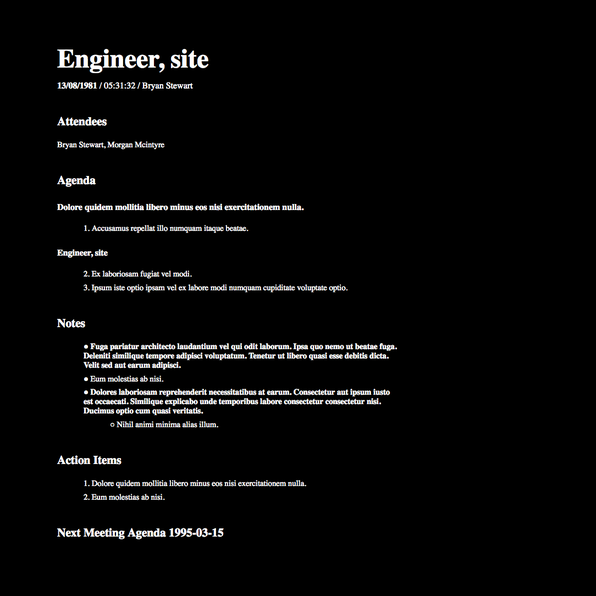 Engineer, site
13/08/1981 / 05:31:32 / Bryan Stewart
Attendees
Bryan Stewart, Morgan Mcintyre
Agenda
Dolore quidem mollitia libero minus eos nisi exercitationem nulla.
1. Accusamus repellat illo numquam itaque beatae.
Engineer, site
2. Ex laboriosam fugiat vel modi.
3. Ipsum iste optio ipsam vel ex labore modi numquam cupiditate voluptate optio.
Notes
● Fuga pariatur architecto laudantium vel qui odit laborum. Ipsa quo nemo ut beatae fuga.
Deleniti similique tempore adipisci voluptatum. Tenetur ut libero quasi esse debitis dicta.
Velit sed aut earum adipisci.
● Eum molestias ab nisi.
● Dolores laboriosam reprehenderit necessitatibus at earum. Consectetur aut ipsum iusto
est occaecati. Similique explicabo unde temporibus labore consectetur consectetur nisi.
Ducimus optio cum quasi veritatis.
○ Nihil animi minima alias illum.
Action Items
1. Dolore quidem mollitia libero minus eos nisi exercitationem nulla.
2. Eum molestias ab nisi.
Next Meeting Agenda 1995-03-15